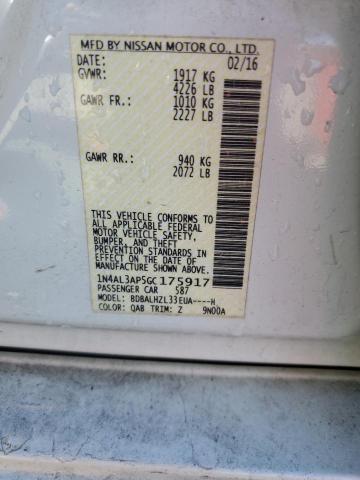 MFD BY NISSAN MOTOR CO., LTD.
DATE: 02/16
GVWR: 1917 KG
4226 LB
GAWR FR.: 1010 KG
2227 LB
GAWR RR.: 940 KG
2072 LB
THIS VEHICLE CONFORMS TO
ALL APPLICABLE FEDERAL
MOTOR VEHICLE SAFETY,
BUMPER, AND THEFT
PREVENTION STANDARDS
IN EFFECT ON THE DATE OF
MANUFACTURE SHOWN ABOVE.
1N4AL3AP5GC175917
PASSENGER CAR 587
MODEL: BDBALHZL33EUA----H
COLOR: QAB TRIM: Z 9N00A